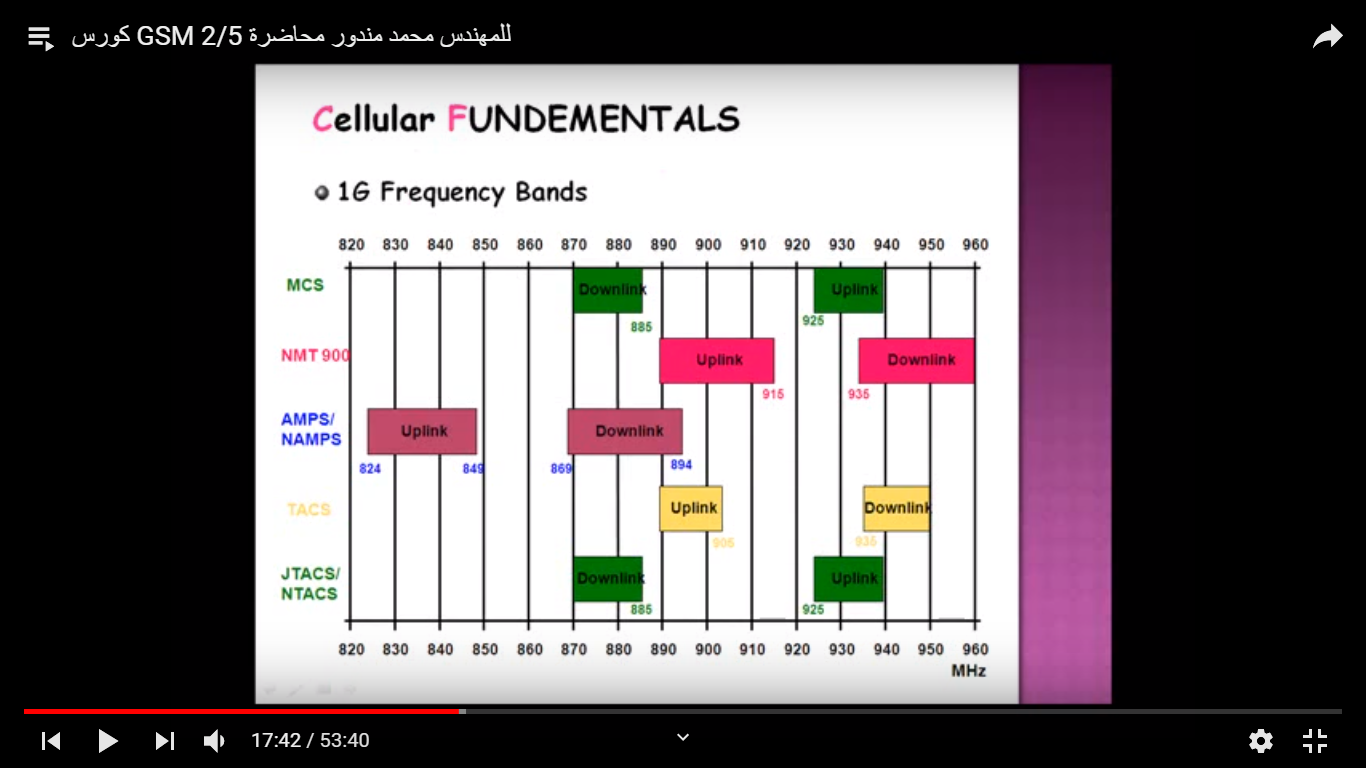 كورس GSM 2/5 للمهندس محمد مندور محاضرة
Cellular FUNDEMENTALS
1G Frequency Bands
820 830 840 850 860 870 880 890 900 910 920 930 940 950 960
MCS
Downlink
Uplink
885
925
NMT 900
Uplink
Downlink
915
935
AMPS/
NAMPS
Uplink
Downlink
824
849
869
894
TACS
Uplink
Downlink
905
935
JTACS/
NTACS
Downlink
Uplink
885
925
820 830 840 850 860 870 880 890 900 910 920 930 940 950 960
MHz
17:42 / 53:40